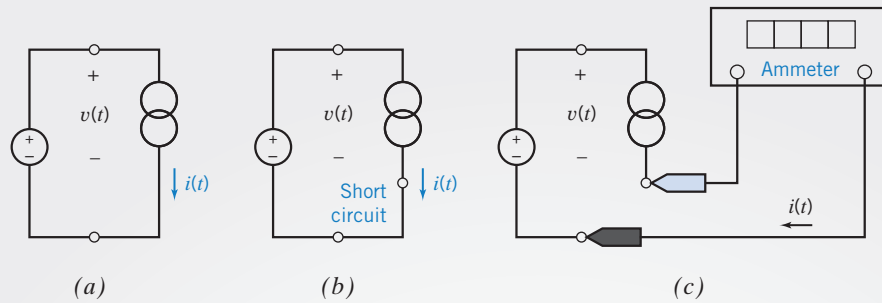 +
v(t)
–
+
–
i(t)
(a)
+
v(t)
–
+
–
Short
circuit
i(t)
(b)
+
v(t)
–
+
–
Ammeter
i(t)
(c)